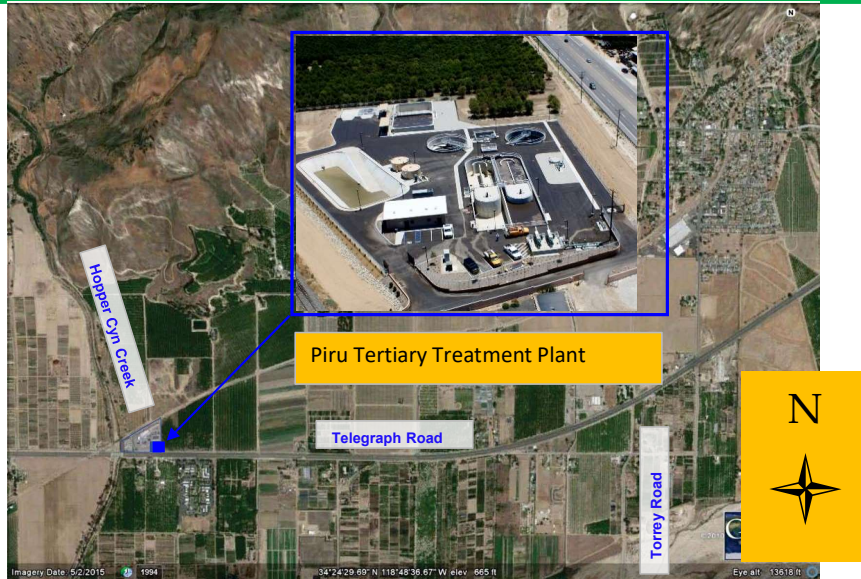 N
Hopper Cyn Creek
Piru Tertiary Treatment Plant
Telegraph Road
N
Torrey Road
Imagery Date: 5/2/2015
1994
34°24'29.69" N 118°48'36.67" W elev 665 ft
Eye alt 13618 ft